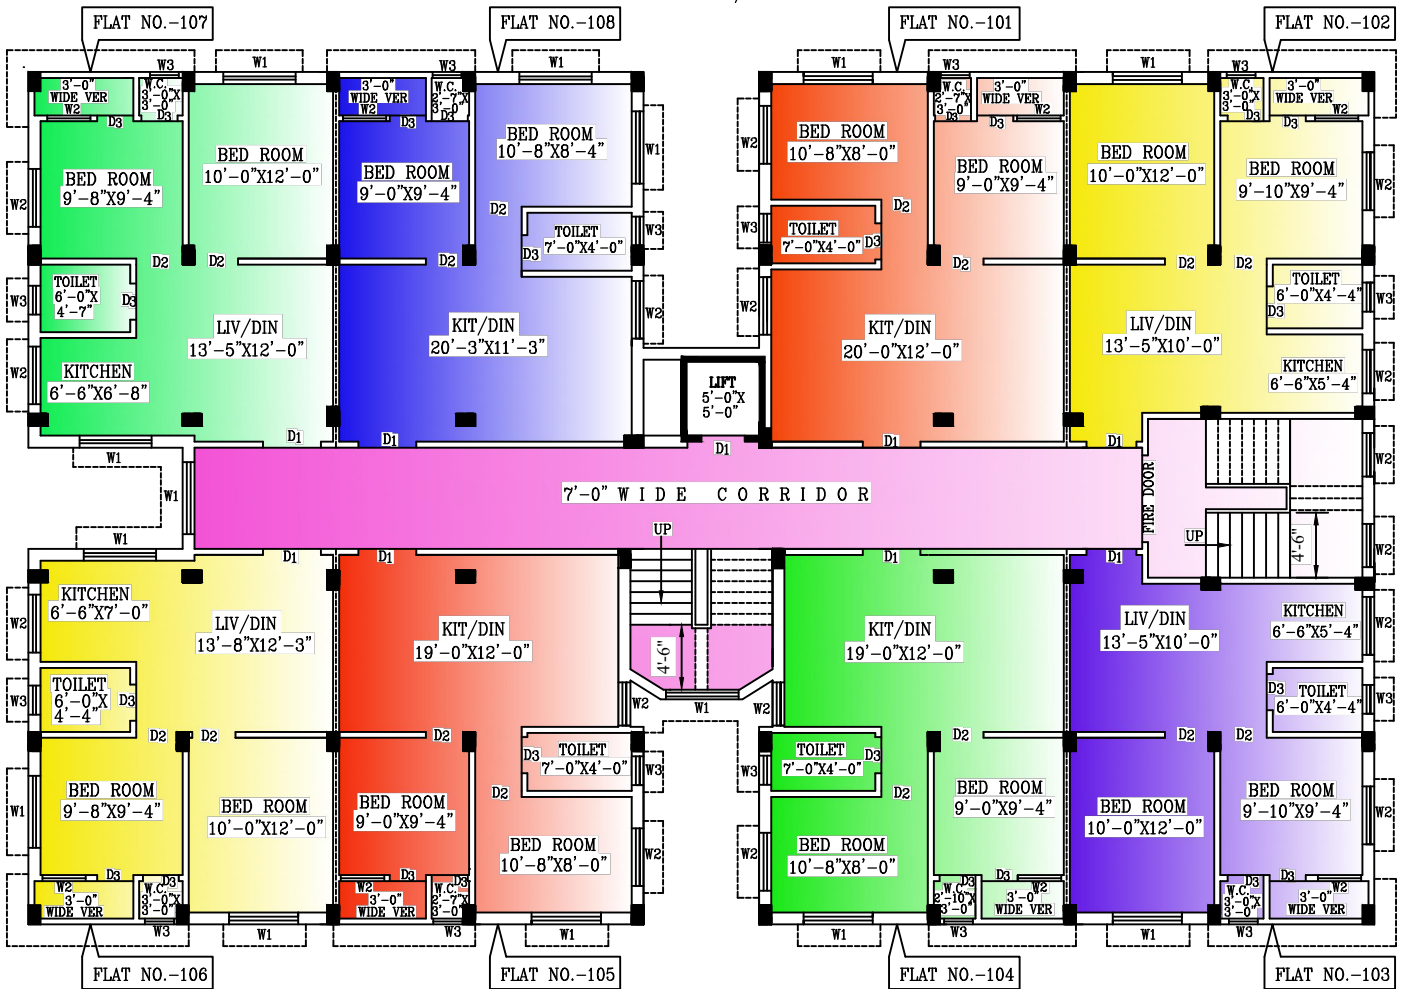 FLAT NO.-107
FLAT NO.-108
FLAT NO.-101
FLAT NO.-102
W3
W1
W3
W1
W1
W3
W1
W3
3'-0"
WIDE VER
W2
D3
W.C.
3'-0"X
3'-0"
D3
3'-0"
WIDE VER
W2
D3
W.C.
2'-7"X
3'-0"
D3
W.C.
2'-7"X
3'-0"
D3
3'-0"
WIDE VER
D3
W2
W.C.
3'-0"X
3'-0"
D3
3'-0"
WIDE VER
D3
W2
BED ROOM
9'-8"X9'-4"
BED ROOM
10'-0"X12'-0"
BED ROOM
9'-0"X9'-4"
BED ROOM
10'-8"X8'-4"
BED ROOM
10'-8"X8'-0"
BED ROOM
9'-0"X9'-4"
BED ROOM
10'-0"X12'-0"
BED ROOM
9'-10"X9'-4"
W2
W1
W2
W2
D2
D2
W3
W3
TOILET
7'-0"X4'-0"
D3
TOILET
7'-0"X4'-0"
D3
D2
D2
D2
D2
D2
D2
TOILET
6'-0"X
4'-7"
D3
W3
TOILET
6'-0"X4'-4"
D3
W3
W2
W2
LIV/DIN
13'-5"X12'-0"
KIT/DIN
20'-3"X11'-3"
KIT/DIN
20'-0"X12'-0"
LIV/DIN
13'-5"X10'-0"
KITCHEN
6'-6"X6'-8"
W2
KITCHEN
6'-6"X5'-4"
W2
LIFT
5'-0"X
5'-0"
D1
D1
D1
D1
D1
W1
W1
W2
7'-0" WIDE CORRIDOR
FIRE DOOR
UP
UP
4'-6"
W2
W1
D1
D1
D1
D1
KITCHEN
6'-6"X7'-0"
W2
LIV/DIN
13'-8"X12'-3"
KIT/DIN
19'-0"X12'-0"
4'-6"
KIT/DIN
19'-0"X12'-0"
LIV/DIN
13'-5"X10'-0"
KITCHEN
6'-6"X5'-4"
W2
TOILET
6'-0"X
4'-4"
D3
W3
W2
W1
W2
D3
TOILET
6'-0"X4'-4"
W3
D2
D2
D2
D2
D2
D2
TOILET
7'-0"X4'-0"
D3
W3
TOILET
7'-0"X4'-0"
D3
W3
D2
D2
BED ROOM
9'-8"X9'-4"
W1
BED ROOM
10'-0"X12'-0"
BED ROOM
9'-0"X9'-4"
BED ROOM
10'-8"X8'-0"
W2
BED ROOM
10'-8"X8'-0"
W2
BED ROOM
9'-0"X9'-4"
BED ROOM
10'-0"X12'-0"
BED ROOM
9'-10"X9'-4"
W2
W2
D3
3'-0"
WIDE VER
D3
W.C.
3'-0"X
3'-0"
W2
D3
3'-0"
WIDE VER
D3
W.C.
2'-7"X
3'-0"
D3
W.C.
2'-10"X
3'-0"
D3
W2
3'-0"
WIDE VER
D3
W.C.
3'-0"X
3'-0"
D3
W2
3'-0"
WIDE VER
W3
W1
W3
W1
W1
W3
W1
W3
FLAT NO.-106
FLAT NO.-105
FLAT NO.-104
FLAT NO.-103